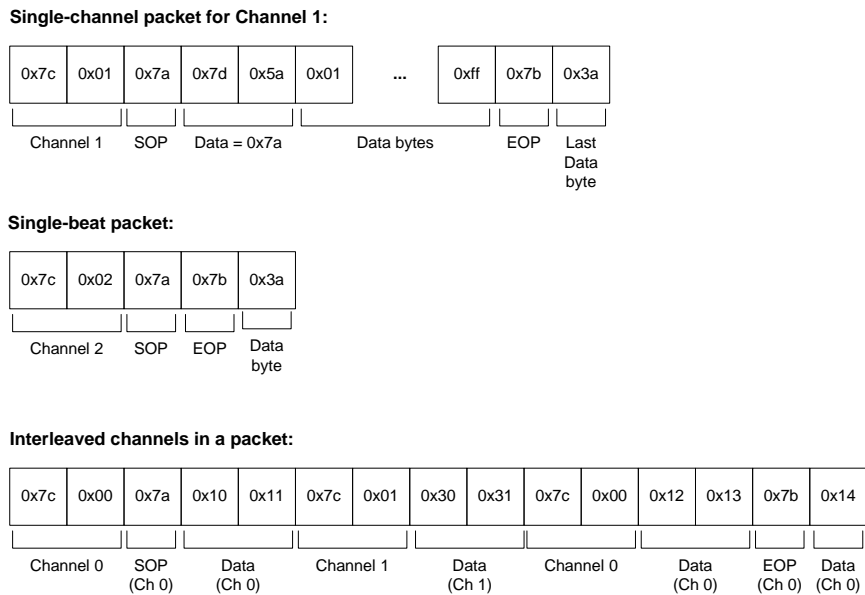 Single-channel packet for Channel 1:
0x7c 0x01 0x7a 0x7d 0x5a 0x01 ... 0xff 0x7b 0x3a
Channel 1 SOP Data = 0x7a Data bytes EOP Last
Data
byte
Single-beat packet:
0x7c 0x02 0x7a 0x7b 0x3a
Channel 2 SOP EOP Data
byte
Interleaved channels in a packet:
0x7c 0x00 0x7a 0x10 0x11 0x7c 0x01 0x30 0x31 0x7c 0x00 0x12 0x13 0x7b 0x14
Channel 0 SOP Data Channel 1 Data Channel 0 Data EOP Data
(Ch 0) (Ch 0) (Ch 1) (Ch 0) (Ch 0) (Ch 0)